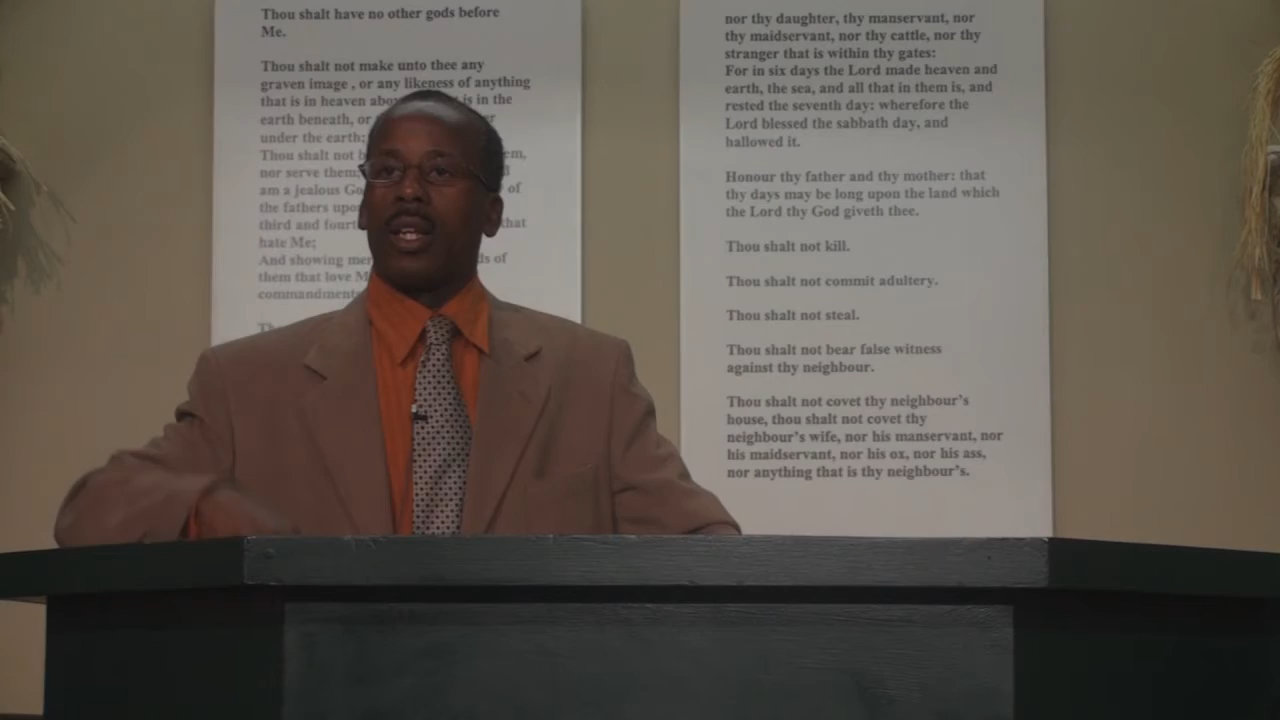 Thou shalt have no other gods before
Me.
Thou shalt not make unto thee any
graven image , or any likeness of anything
that is in heaven is in the
earth beneath, or
under the earth;
Thou shalt not
nor serve them;
am a jealous of
the fathers
third and that
hate Me;
And showing of
them that love
nor thy daughter, thy manservant, nor
thy maidservant, nor thy cattle, nor thy
stranger that is within thy gates:
For in six days the Lord made heaven and
earth, the sea, and all that in them is, and
rested the seventh day: wherefore the
Lord blessed the sabbath day, and
hallowed it.
Honour thy father and thy mother: that
thy days may be long upon the land which
the Lord thy God giveth thee.
Thou shalt not kill.
Thou shalt not commit adultery.
Thou shalt not steal.
Thou shalt not bear false witness
against thy neighbour.
Thou shalt not covet thy neighbour's
house, thou shalt not covet thy
neighbour's wife, nor his manservant, nor
his maidservant, nor his ox, nor his ass,
nor anything that is thy neighbour's.